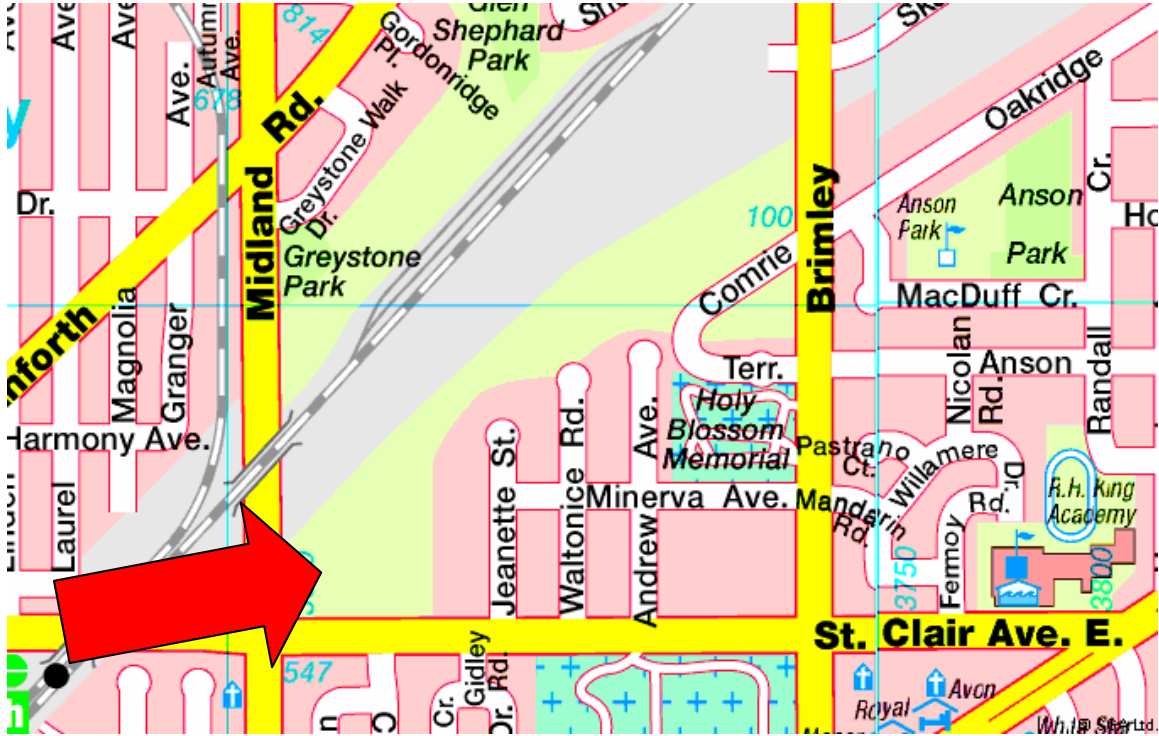 Ave.
Ave.
Autumn
Ave.
Ave.
678
814
Gordonridge
Pl.
Glen
Shephard
Park
Oakridge
Rd.
Midland
Greystone Walk
Dr.
Dr.
Greystone
Park
100
Brimley
Comrie
Anson
Park
Anson
Park
Cr.
MacDuff Cr.
Magnolia
Granger
Harmony Ave.
Laurel
Terr.
Anson
Nicolan
Rd.
Randall
Holy
Blossom
Memorial
Pastrano
Ct.
Willamere
Dr.
Jeanette St.
Waltonice Rd.
Andrew
Ave.
Minerva Ave.
Mandarin
Rd.
Fermoy
Rd.
R.H. King
Academy
3750
3800
St. Clair Ave. E.
547
Gidley
Rd.
Cr.
Dr.
Avon
Royal